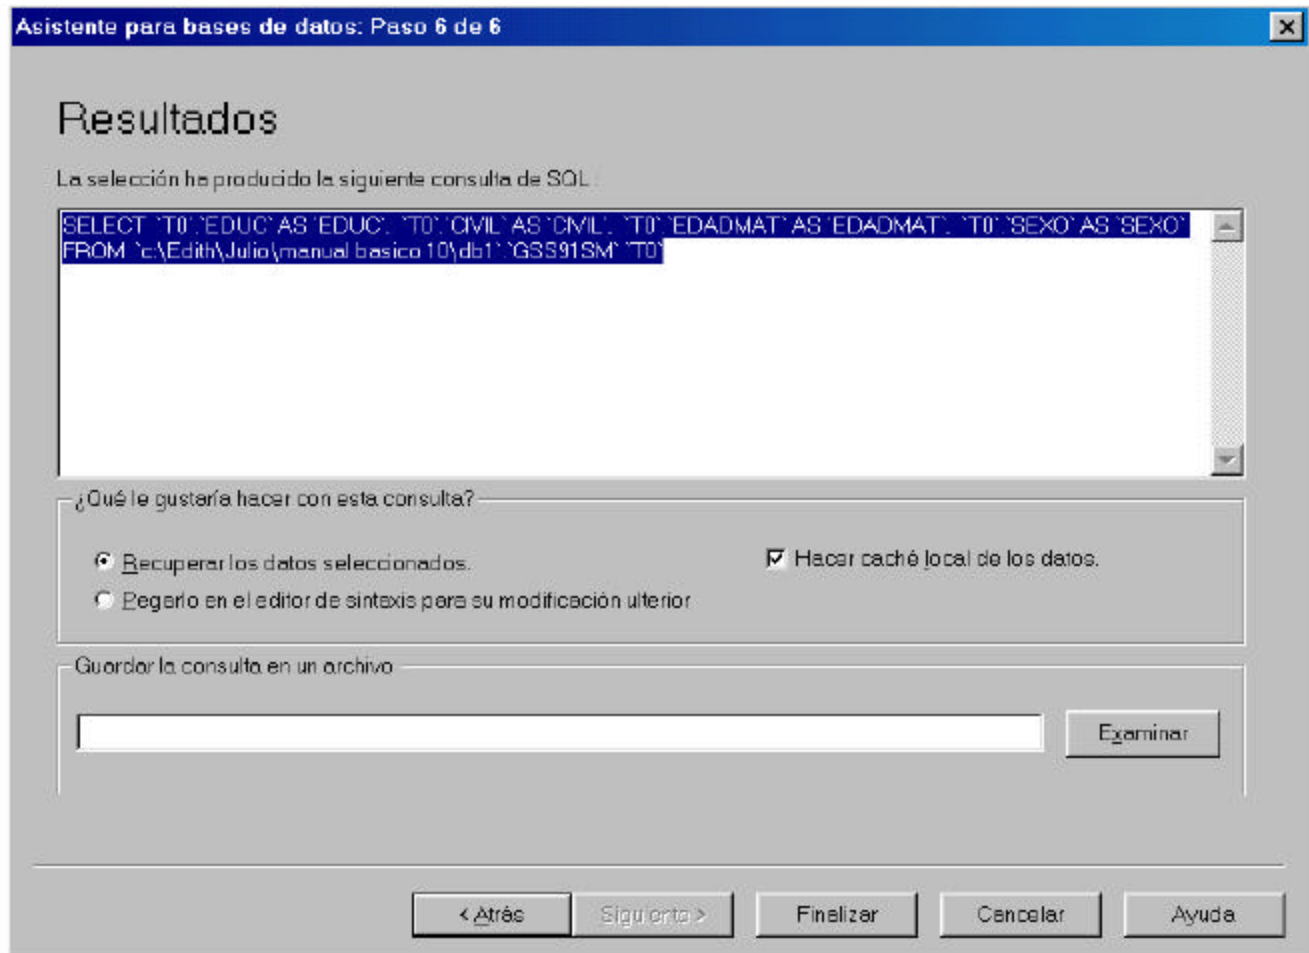 Asistente para bases de datos: Paso 6 de 6
Resultados
La selección ha producido la siguiente consulta de SQL :
SELECT `T0`.`EDUC` AS `EDUC`, `T0`.`CIVIL` AS `CIVIL`, `T0`.`EDADMAT` AS `EDADMAT`, `T0`.`SEXO` AS `SEXO`
FROM `c:\Edith\Julio\manual basico 10\db1`.`GSS91SM` `T0`
¿Qué le gustaría hacer con esta consulta?
Recuperar los datos seleccionados.
Hacer caché local de los datos.
Pegarlo en el editor de sintaxis para su modificación ulterior
Guardar la consulta en un archivo
Examinar
< Atrás
Siguiente >
Finalizar
Cancelar
Ayuda